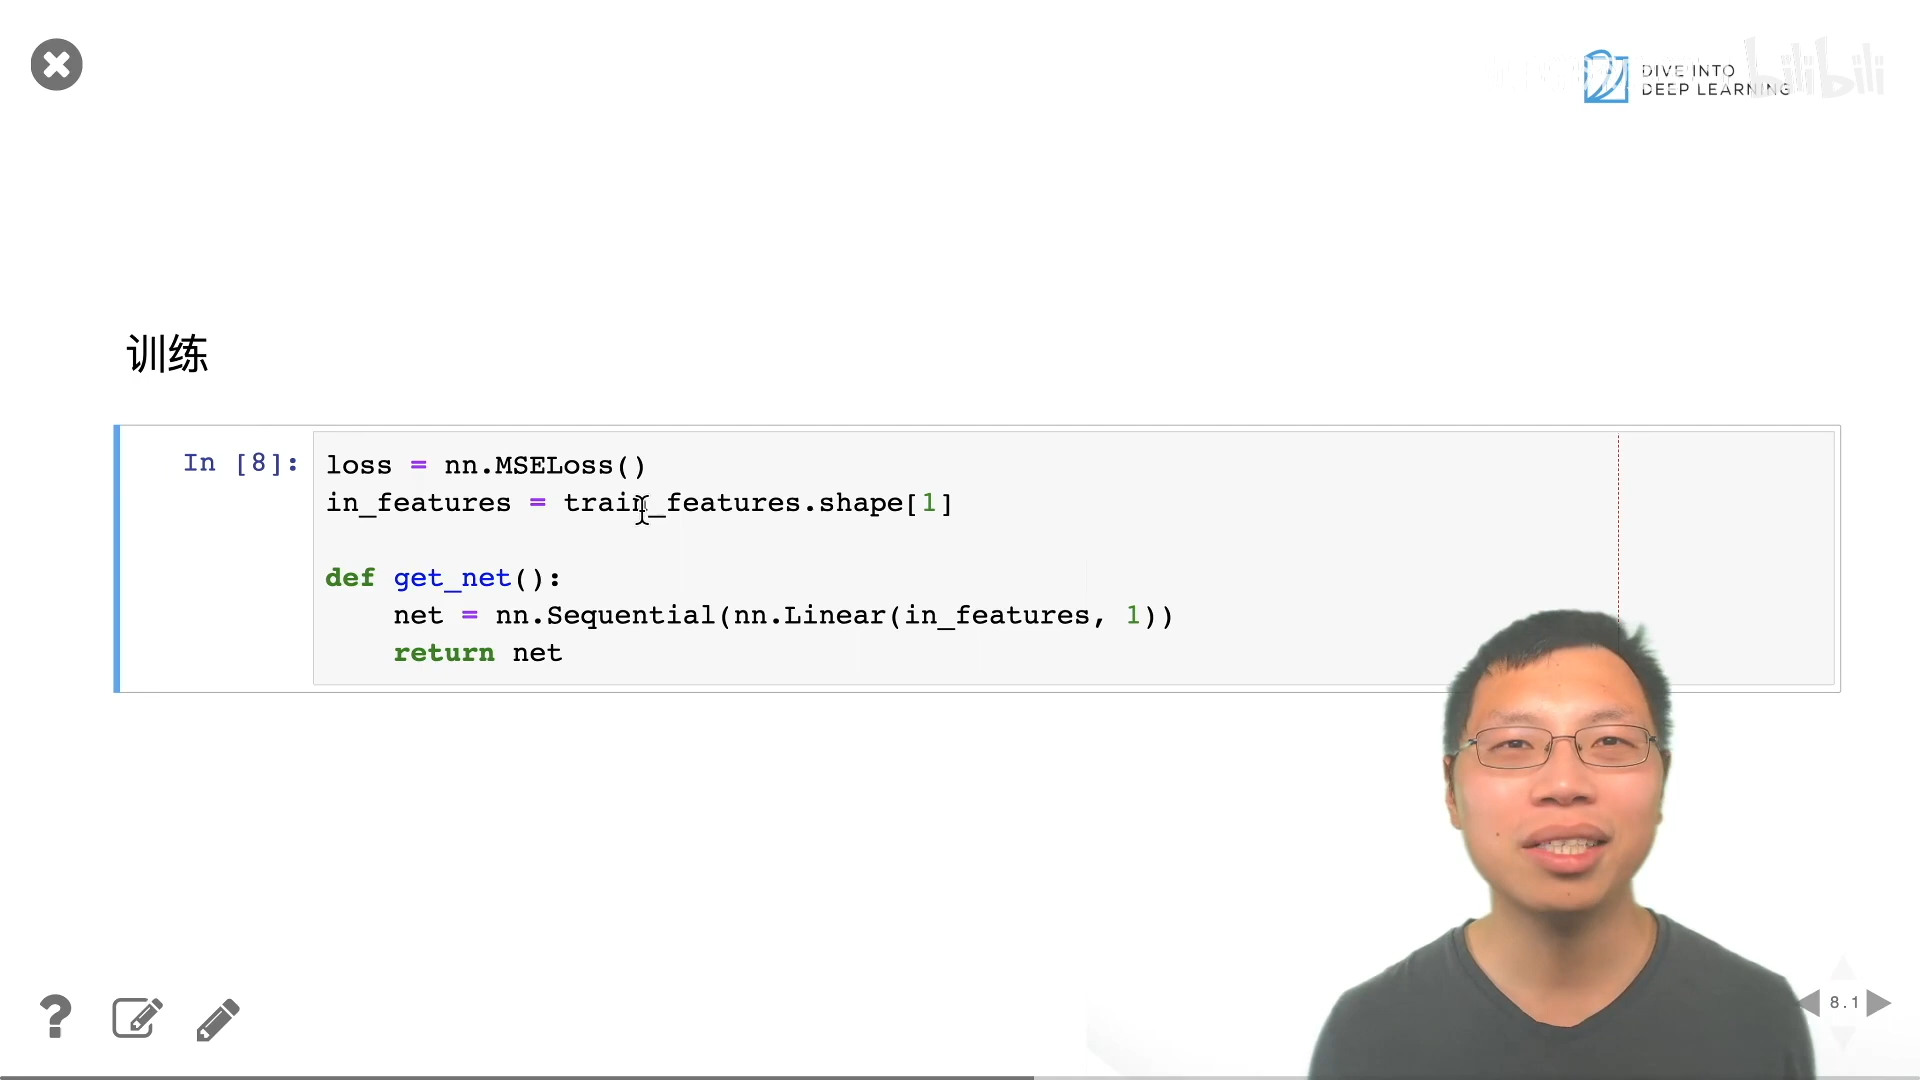 bilibili
DIVE INTO
DEEP LEARNING
训练
In [8]:
loss = nn.MSELoss()
in_features = train_features.shape[1]
def get_net():
    net = nn.Sequential(nn.Linear(in_features, 1))
    return net
8.1